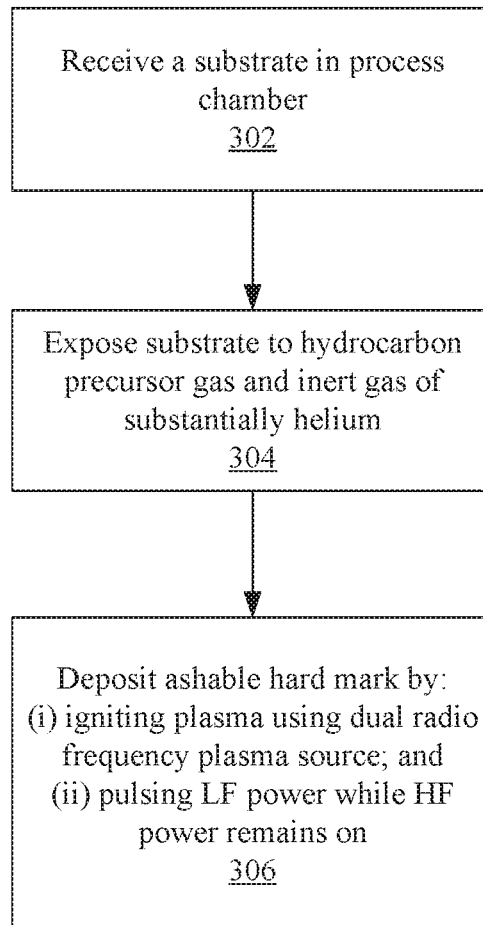 Receive a substrate in process
chamber
302
Expose substrate to hydrocarbon
precursor gas and inert gas of
substantially helium
304
Deposit ashable hard mark by:
(i) igniting plasma using dual radio
frequency plasma source; and
(ii) pulsing LF power while HF
power remains on
306